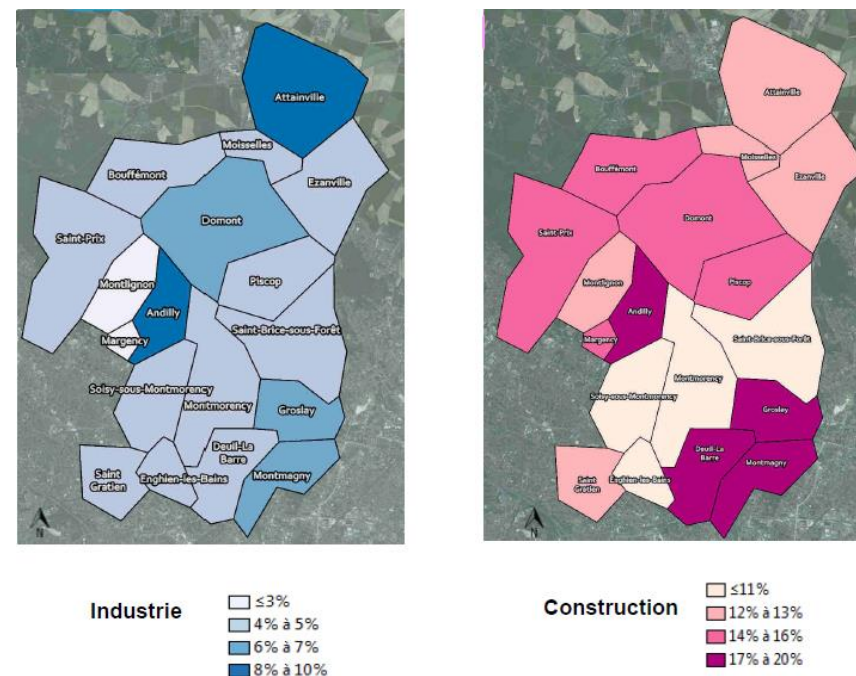 Attainville
Moisselles
Bouffémont
Ezanville
Domont
Saint-Prix
Piscop
Montlignon
Andilly
Saint-Brice-sous-Forêt
Margency
Soisy-sous-Montmorency
Montmorency
Groslay
Deuil-La
Barre
Saint
Gratien
Enghien-les-Bains
Montmagny
N
Industrie
≤3%
4% à 5%
6% à 7%
8% à 10%
Attainville
Moisselles
Bouffémont
Ezanville
Domont
Saint-Prix
Piscop
Montlignon
Andilly
Saint-Brice-sous-Forêt
Margency
Soisy-sous-Montmorency
Montmorency
Groslay
Deuil-La
Barre
Saint
Gratien
Enghien-les-Bains
Montmagny
N
Construction
≤11%
12% à 13%
14% à 16%
17% à 20%